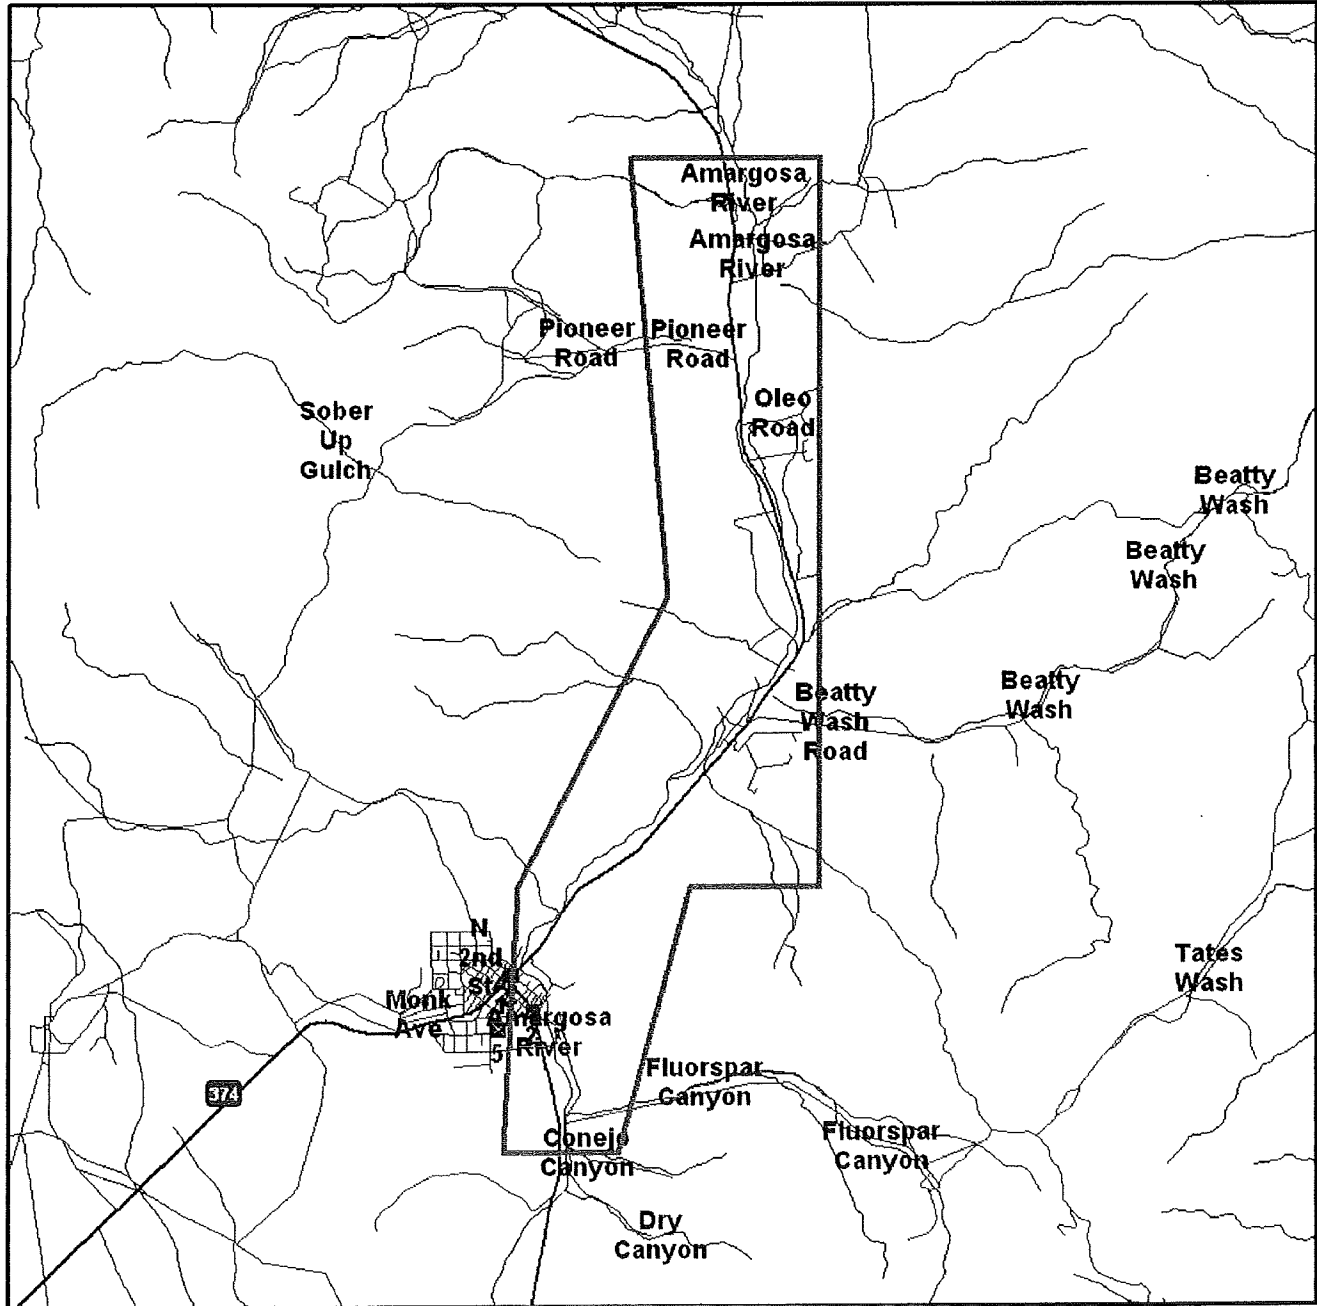 Amargosa
River
Amargosa
River
Pioneer
Road
Pioneer
Road
Oleo
Road
Sober
Up
Gulch
Beatty
Wash
Beatty
Wash
Beatty
Wash
Beatty
Wash
Road
N
2nd
St
Monk
Ave
Amargosa
River
2
5
Tates
Wash
374
Fluorspar
Canyon
Fluorspar
Canyon
Conejo
Canyon
Dry
Canyon